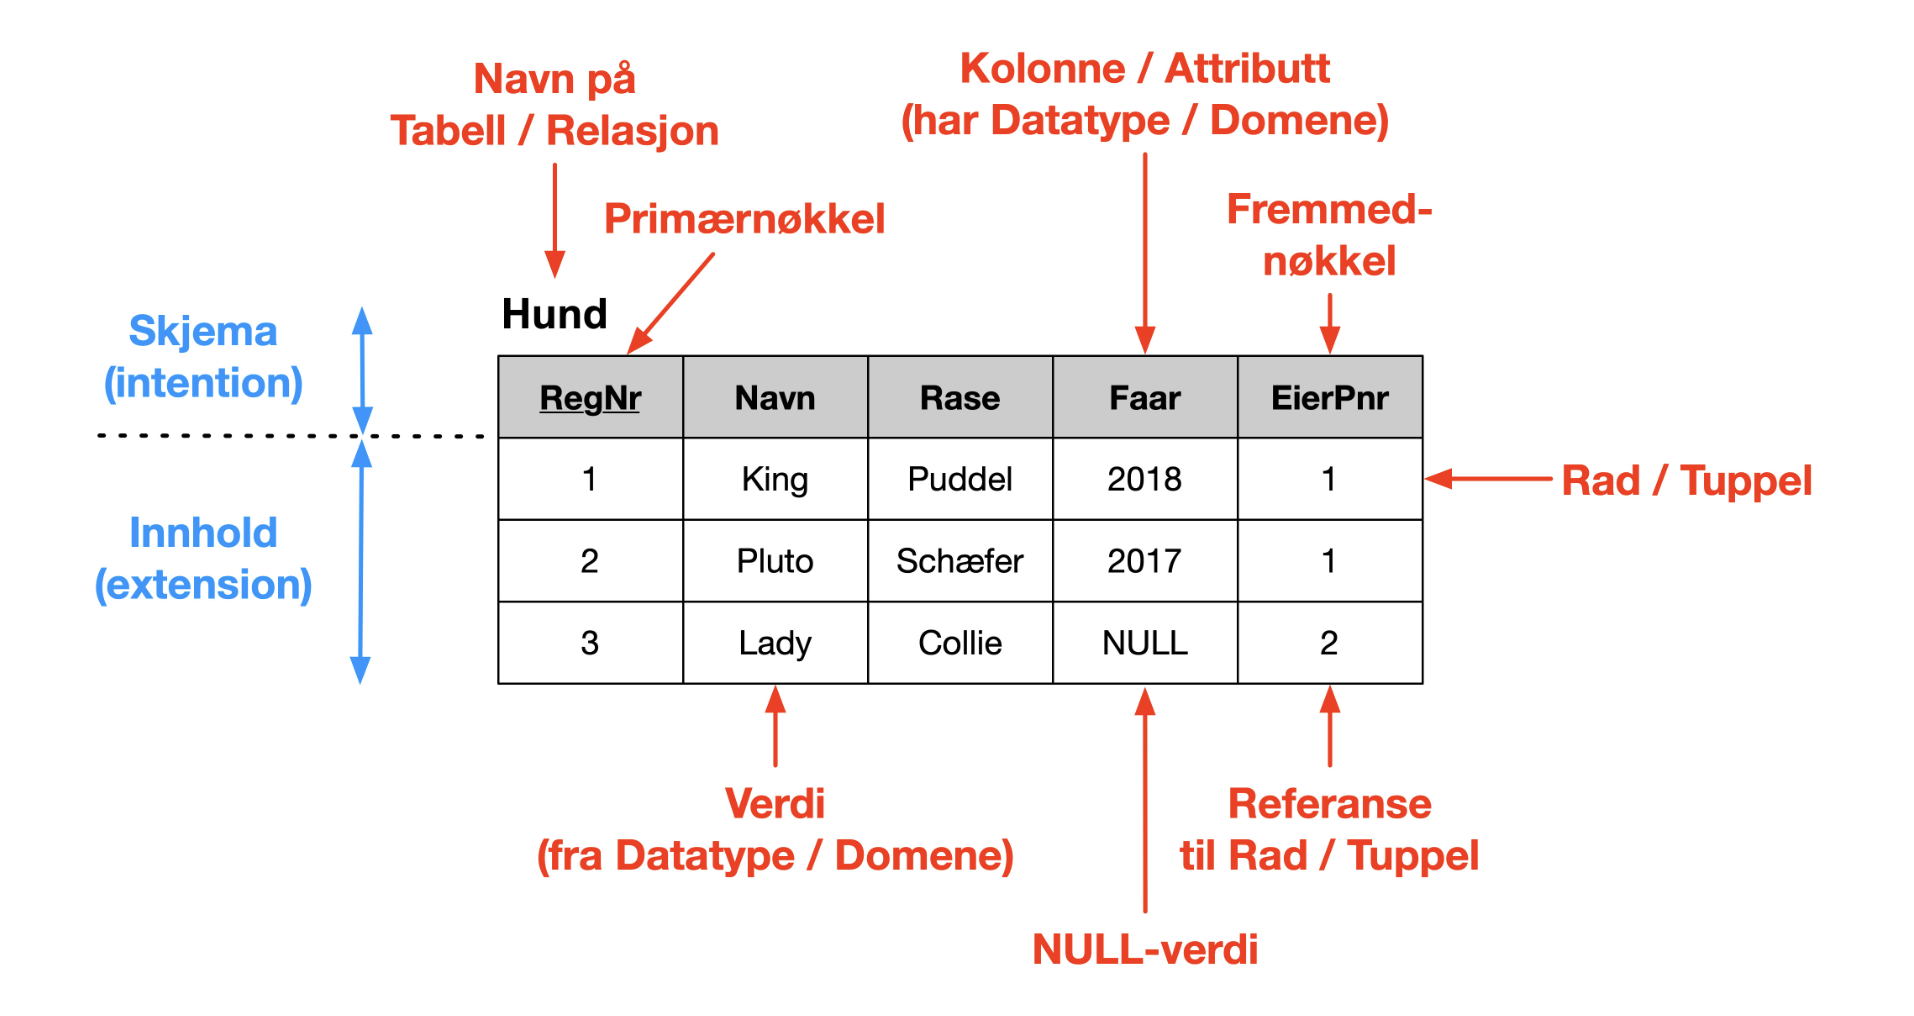 Navn på
Tabell / Relasjon
Kolonne / Attributt
(har Datatype / Domene)
Primærnøkkel
Fremmed-
nøkkel
Hund
Skjema
(intention)
RegNr Navn Rase Faar EierPnr
1 King Puddel 2018 1
Rad / Tuppel
Innhold
(extension)
2 Pluto Schæfer 2017 1
3 Lady Collie NULL 2
Verdi
(fra Datatype / Domene)
Referanse
til Rad / Tuppel
NULL-verdi